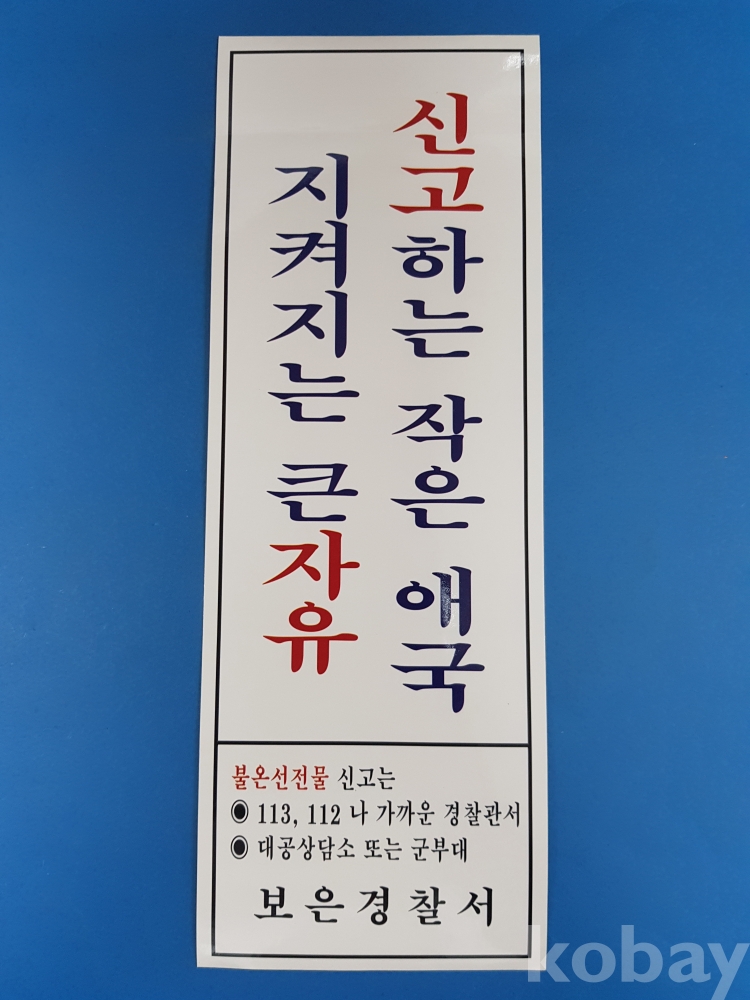 신고하는 작은 애국
지켜지는 큰 자유
불온선전물 신고는
◉ 113, 112 나 가까운 경찰관서
◉ 대공상담소 또는 군부대
보은경찰서
kobay